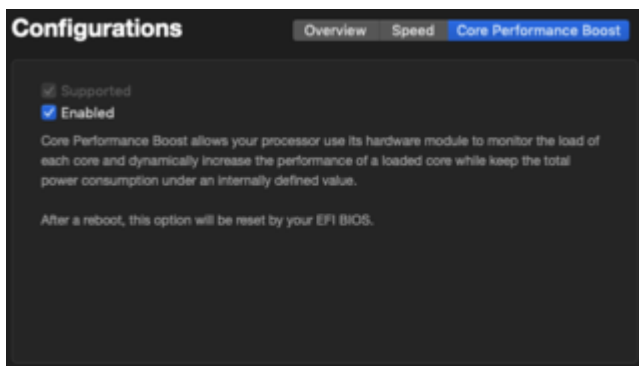 Configurations
Overview Speed Core Performance Boost
Supported
Enabled
Core Performance Boost allows your processor use its hardware module to monitor the load of
each core and dynamically increase the performance of a loaded core while keep the total
power consumption under an internally defined value.
After a reboot, this option will be reset by your EFI BIOS.